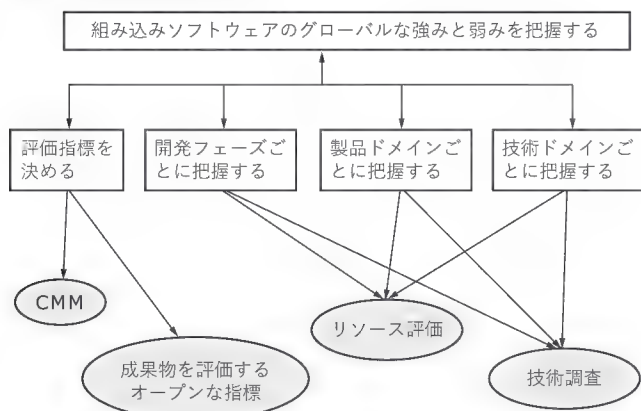 組み込みソフトウェアのグローバルな強みと弱みを把握する
評価指標を
決める
開発フェーズご
とに把握する
製品ドメインご
とに把握する
技術ドメインご
とに把握する
CMM
リソース評価
成果物を評価する
オープンな指標
技術調査